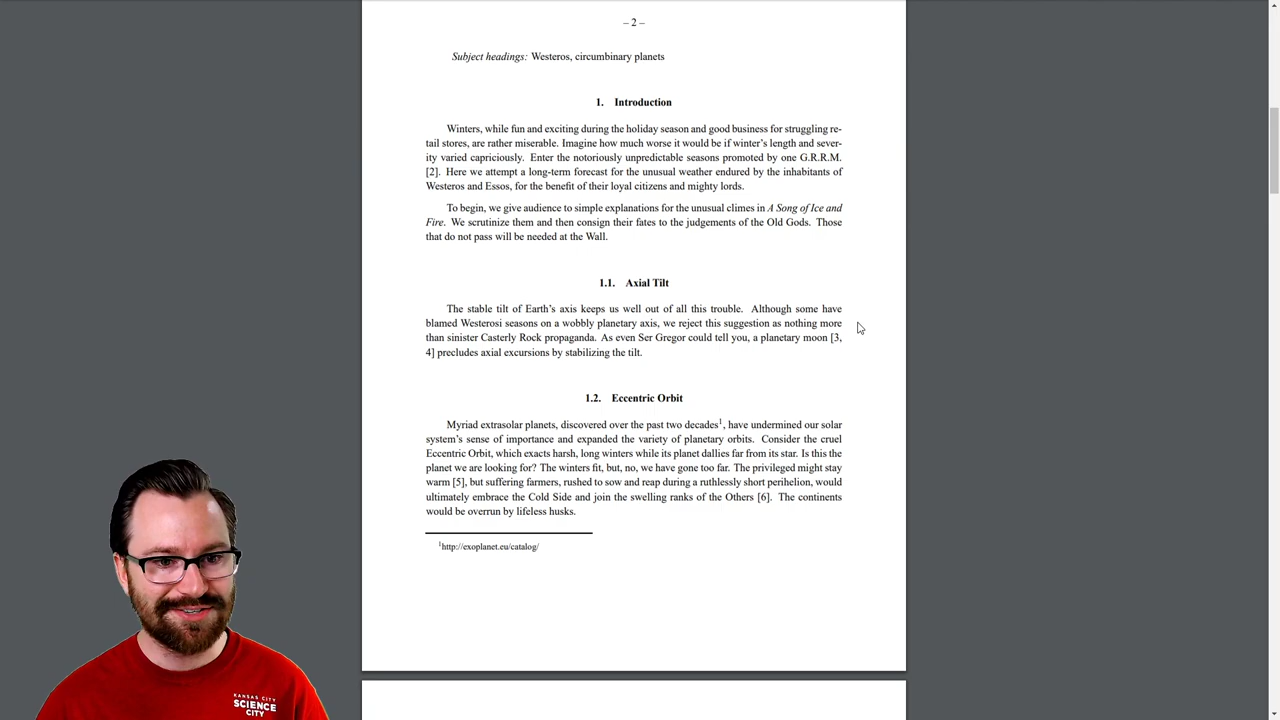 – 2 –
Subject headings: Westeros, circumbinary planets
1. Introduction
Winters, while fun and exciting during the holiday season and good business for struggling re-
tail stores, are rather miserable. Imagine how much worse it would be if winter's length and sever-
ity varied capriciously. Enter the notoriously unpredictable seasons promoted by one G.R.R.M.
[2]. Here we attempt a long-term forecast for the unusual weather endured by the inhabitants of
Westeros and Essos, for the benefit of their loyal citizens and mighty lords.
To begin, we give audience to simple explanations for the unusual climes in A Song of Ice and
Fire. We scrutinize them and then consign their fates to the judgements of the Old Gods. Those
that do not pass will be needed at the Wall.
1.1. Axial Tilt
The stable tilt of Earth's axis keeps us well out of all this trouble. Although some have
blamed Westerosi seasons on a wobbly planetary axis, we reject this suggestion as nothing more
than sinister Casterly Rock propaganda. As even Ser Gregor could tell you, a planetary moon [3,
4] precludes axial excursions by stabilizing the tilt.
1.2. Eccentric Orbit
Myriad extrasolar planets, discovered over the past two decades1, have undermined our solar
system's sense of importance and expanded the variety of planetary orbits. Consider the cruel
Eccentric Orbit, which exacts harsh, long winters while its planet dallies far from its star. Is this the
planet we are looking for? The winters fit, but, no, we have gone too far. The privileged might stay
warm [5], but suffering farmers, rushed to sow and reap during a ruthlessly short perihelion, would
ultimately embrace the Cold Side and join the swelling ranks of the Others [6]. The continents
would be overrun by lifeless husks.
1http://exoplanet.eu/catalog/
KANSAS CITY
SCIENCE
CITY